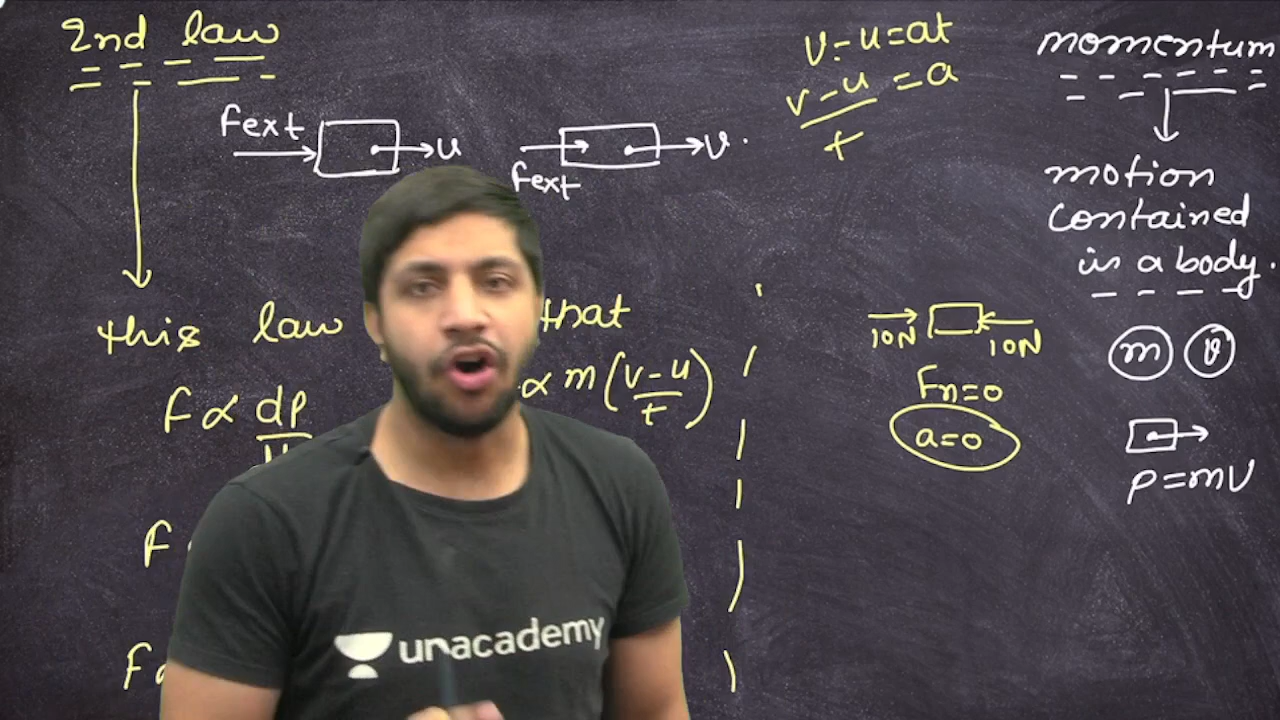 2nd law
Fext
u
Fext
v.
this law that
F ∝ dp
∝ m (v-u/t)
F
F ∝
v-u=at
v-u/t = a
10N
10N
Fn=0
a=0
momentum
motion
contained
in a body.
m v
p=mv
unacademy